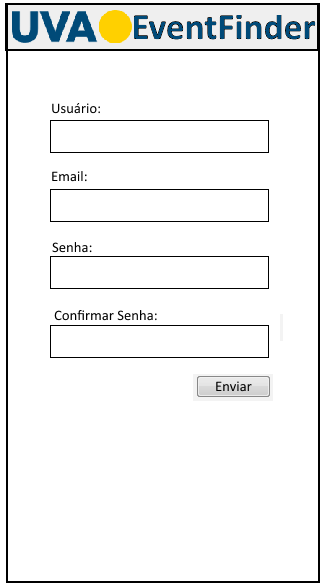 UVA EventFinder
Usuário:
Email:
Senha:
Confirmar Senha:
Enviar